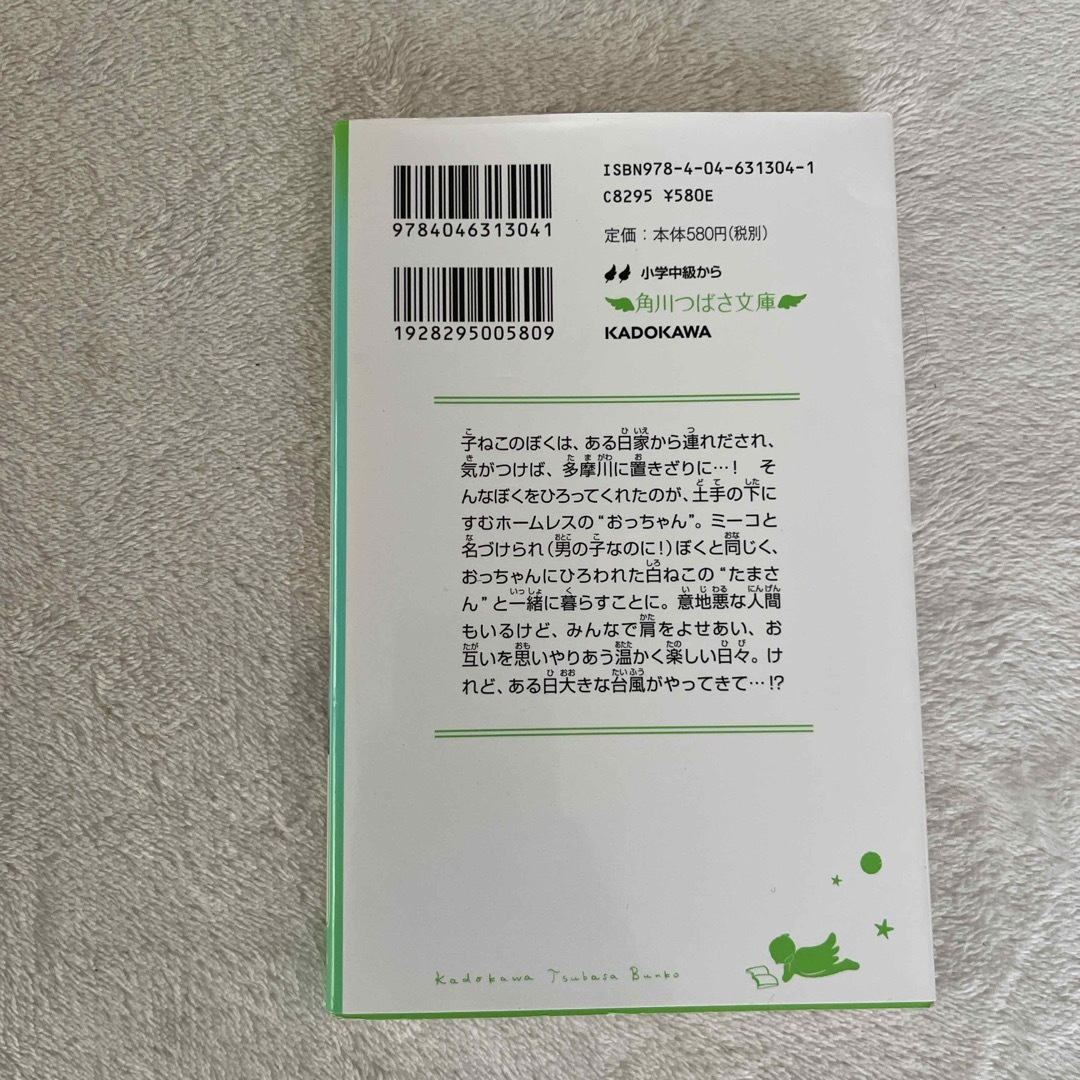 ISBN978-4-04-631304-1
C8295 ¥580E
9784046313041
定価：本体580円（税別）
小学中級から
角川つばさ文庫
1928295005809
KADOKAWA
子ねこのぼくは、ある日家から連れだされ、
気がつけば、多摩川に置きざりに…！　そ
んなぼくをひろってくれたのが、土手の下に
すむホームレスの“おっちゃん”。ミーコと
名づけられ（男の子なのに！）ぼくと同じく、
おっちゃんにひろわれた白ねこの“たまさ
ん”と一緒に暮らすことに。意地悪な人間
もいるけど、みんなで肩をよせあい、お
互いを思いやりあう温かく楽しい日々。け
れど、ある日大きな台風がやってきて…!?
Kadokawa Tsubasa Bunko